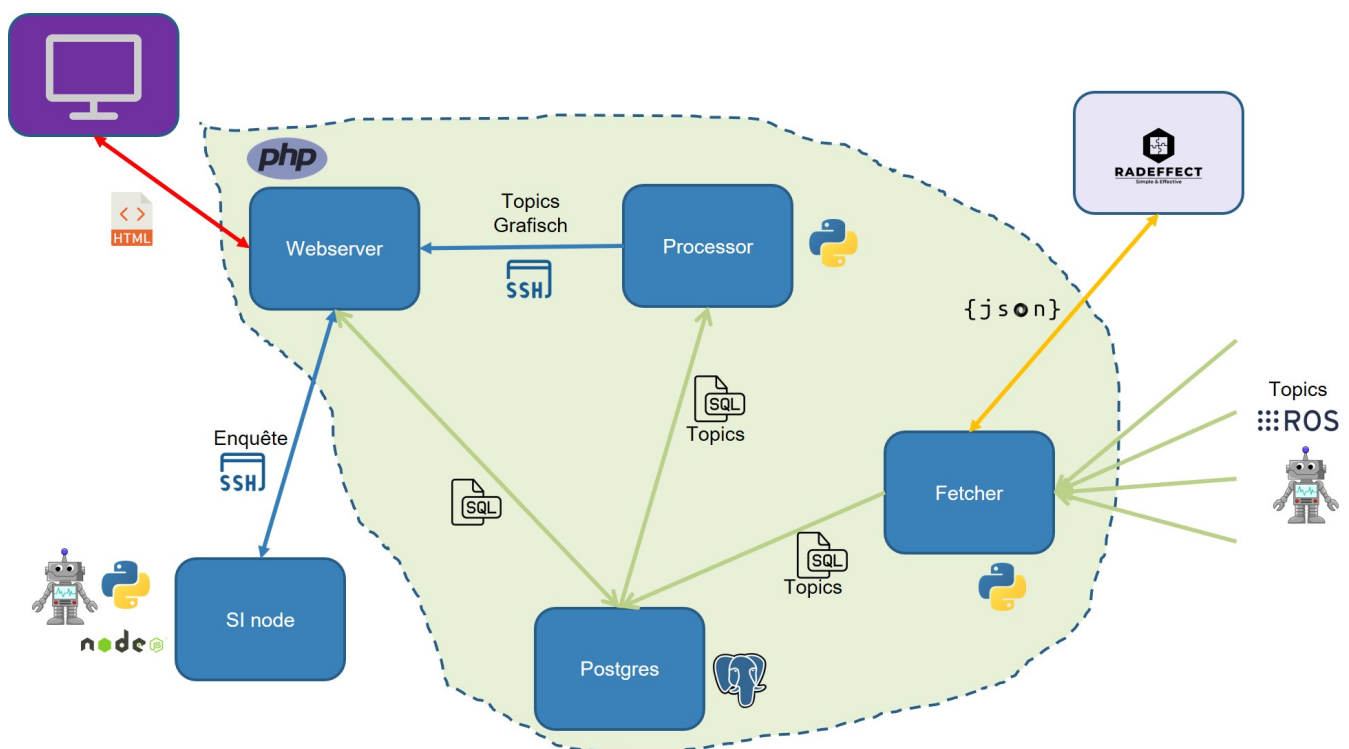 php
RADEFFECT
Simple & Effective
<>
HTML
Webserver
Topics
Grafisch
SSH
Processor
{json}
Topics
ROS
SQL
Topics
Enquête
SSH
SQL
Fetcher
SQL
Topics
node
JS
SI node
Postgres